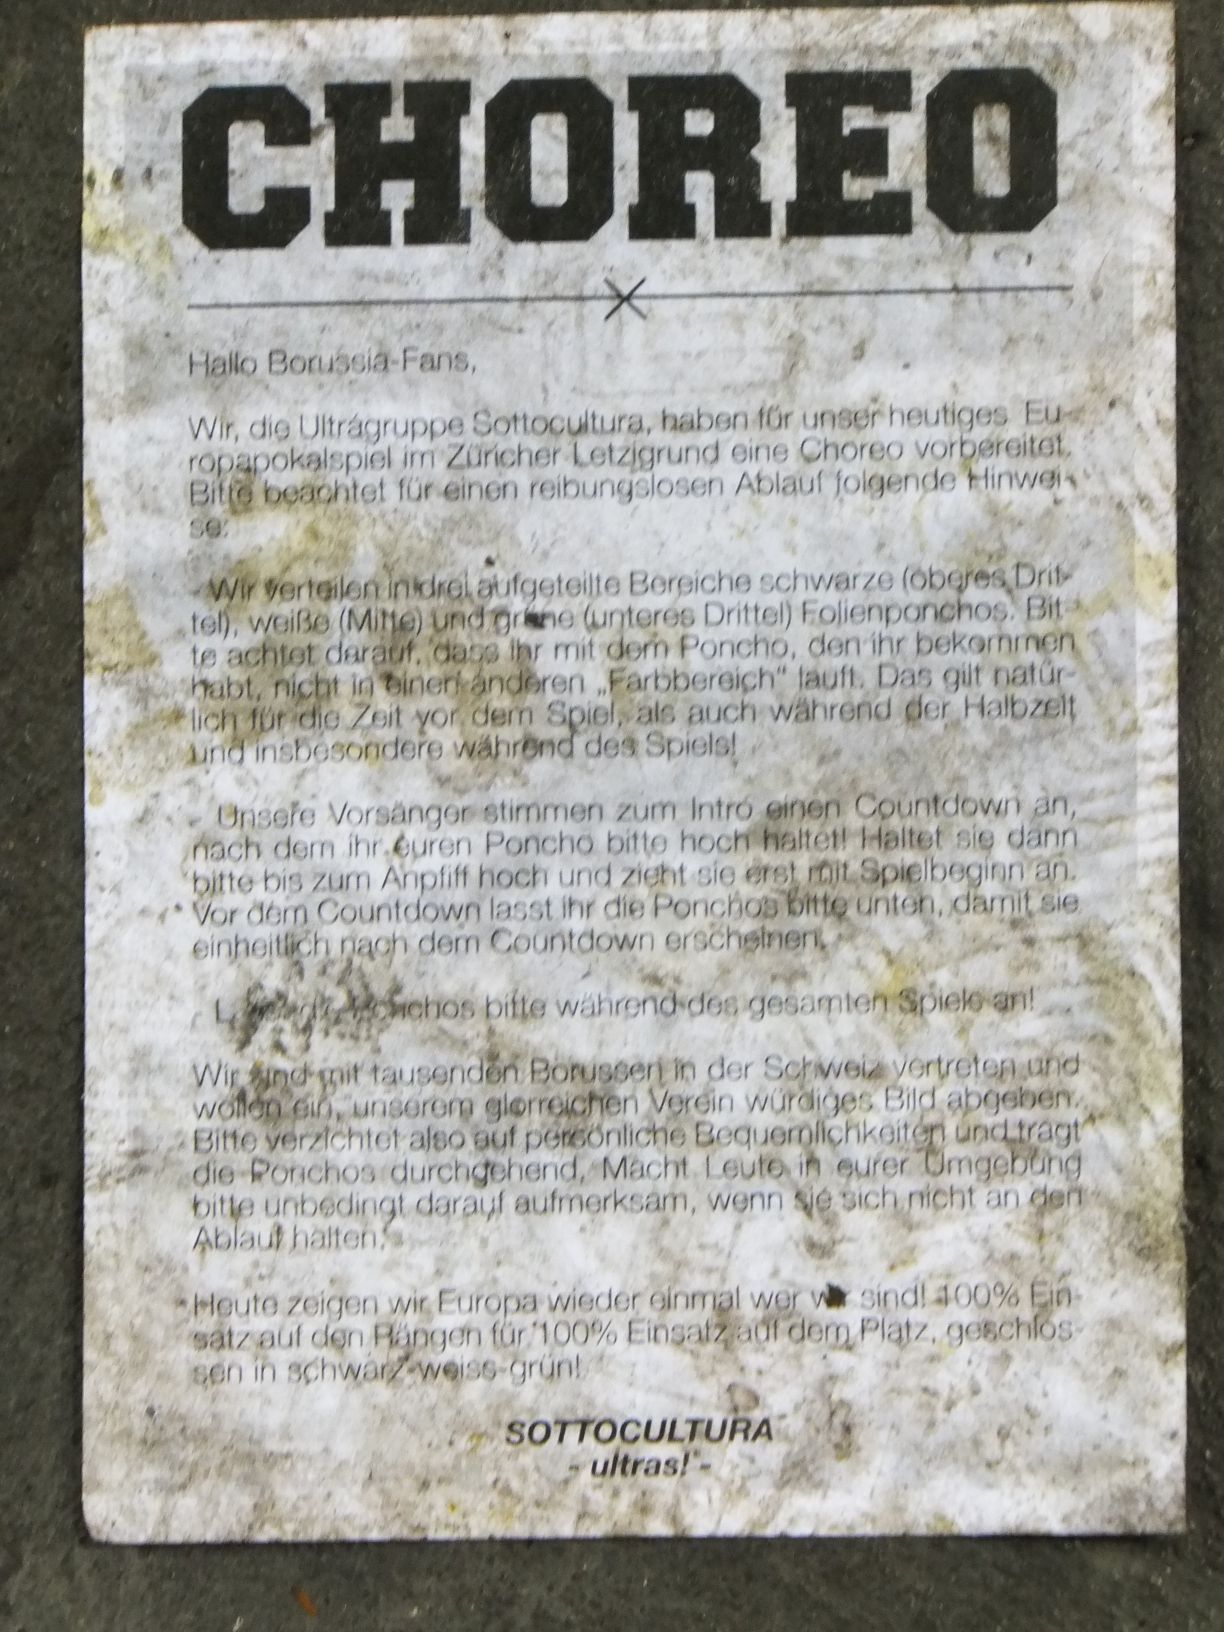 CHOREO
Hallo Borussia-Fans,
Wir, die Ultrágruppe Sottocultura, haben für unser heutiges Eu-
ropapokalspiel im Züricher Letzigrund eine Choreo vorbereitet.
Bitte beachtet für einen reibungslosen Ablauf folgende Hinwei-
se:
- Wir verteilen in drei aufgeteilte Bereiche schwarze (oberes Drit-
tel), weiße (Mitte) und grüne (unteres Drittel) Folienponchos. Bit-
te achtet darauf, dass ihr mit dem Poncho, den ihr bekommen
habt, nicht in einen anderen „Farbbereich“ lauft. Das gilt natür-
lich für die Zeit vor dem Spiel, als auch während der Halbzeit
und insbesondere während des Spiels!
- Unsere Vorsänger stimmen zum Intro einen Countdown an,
nach dem ihr euren Poncho bitte hoch haltet! Haltet sie dann
bitte bis zum Anpfiff hoch und zieht sie erst mit Spielbeginn an.
Vor dem Countdown lasst ihr die Ponchos bitte unten, damit sie
einheitlich nach dem Countdown erscheinen.
Ponchos bitte während des gesamten Spiels an!
Wir sind mit tausenden Borussen in der Schweiz vertreten und
wollen ein, unserem glorreichen Verein würdiges Bild abgeben.
Bitte verzichtet also auf persönliche Bequemlichkeiten und tragt
die Ponchos durchgehend. Macht Leute in eurer Umgebung
bitte unbedingt darauf aufmerksam, wenn sie sich nicht an den
Ablauf halten.
Heute zeigen wir Europa wieder einmal wer wir sind! 100% Ein-
satz auf den Rängen für 100% Einsatz auf dem Platz, geschlos-
sen in schwarz-weiss-grün!
SOTTOCULTURA
- ultras! -